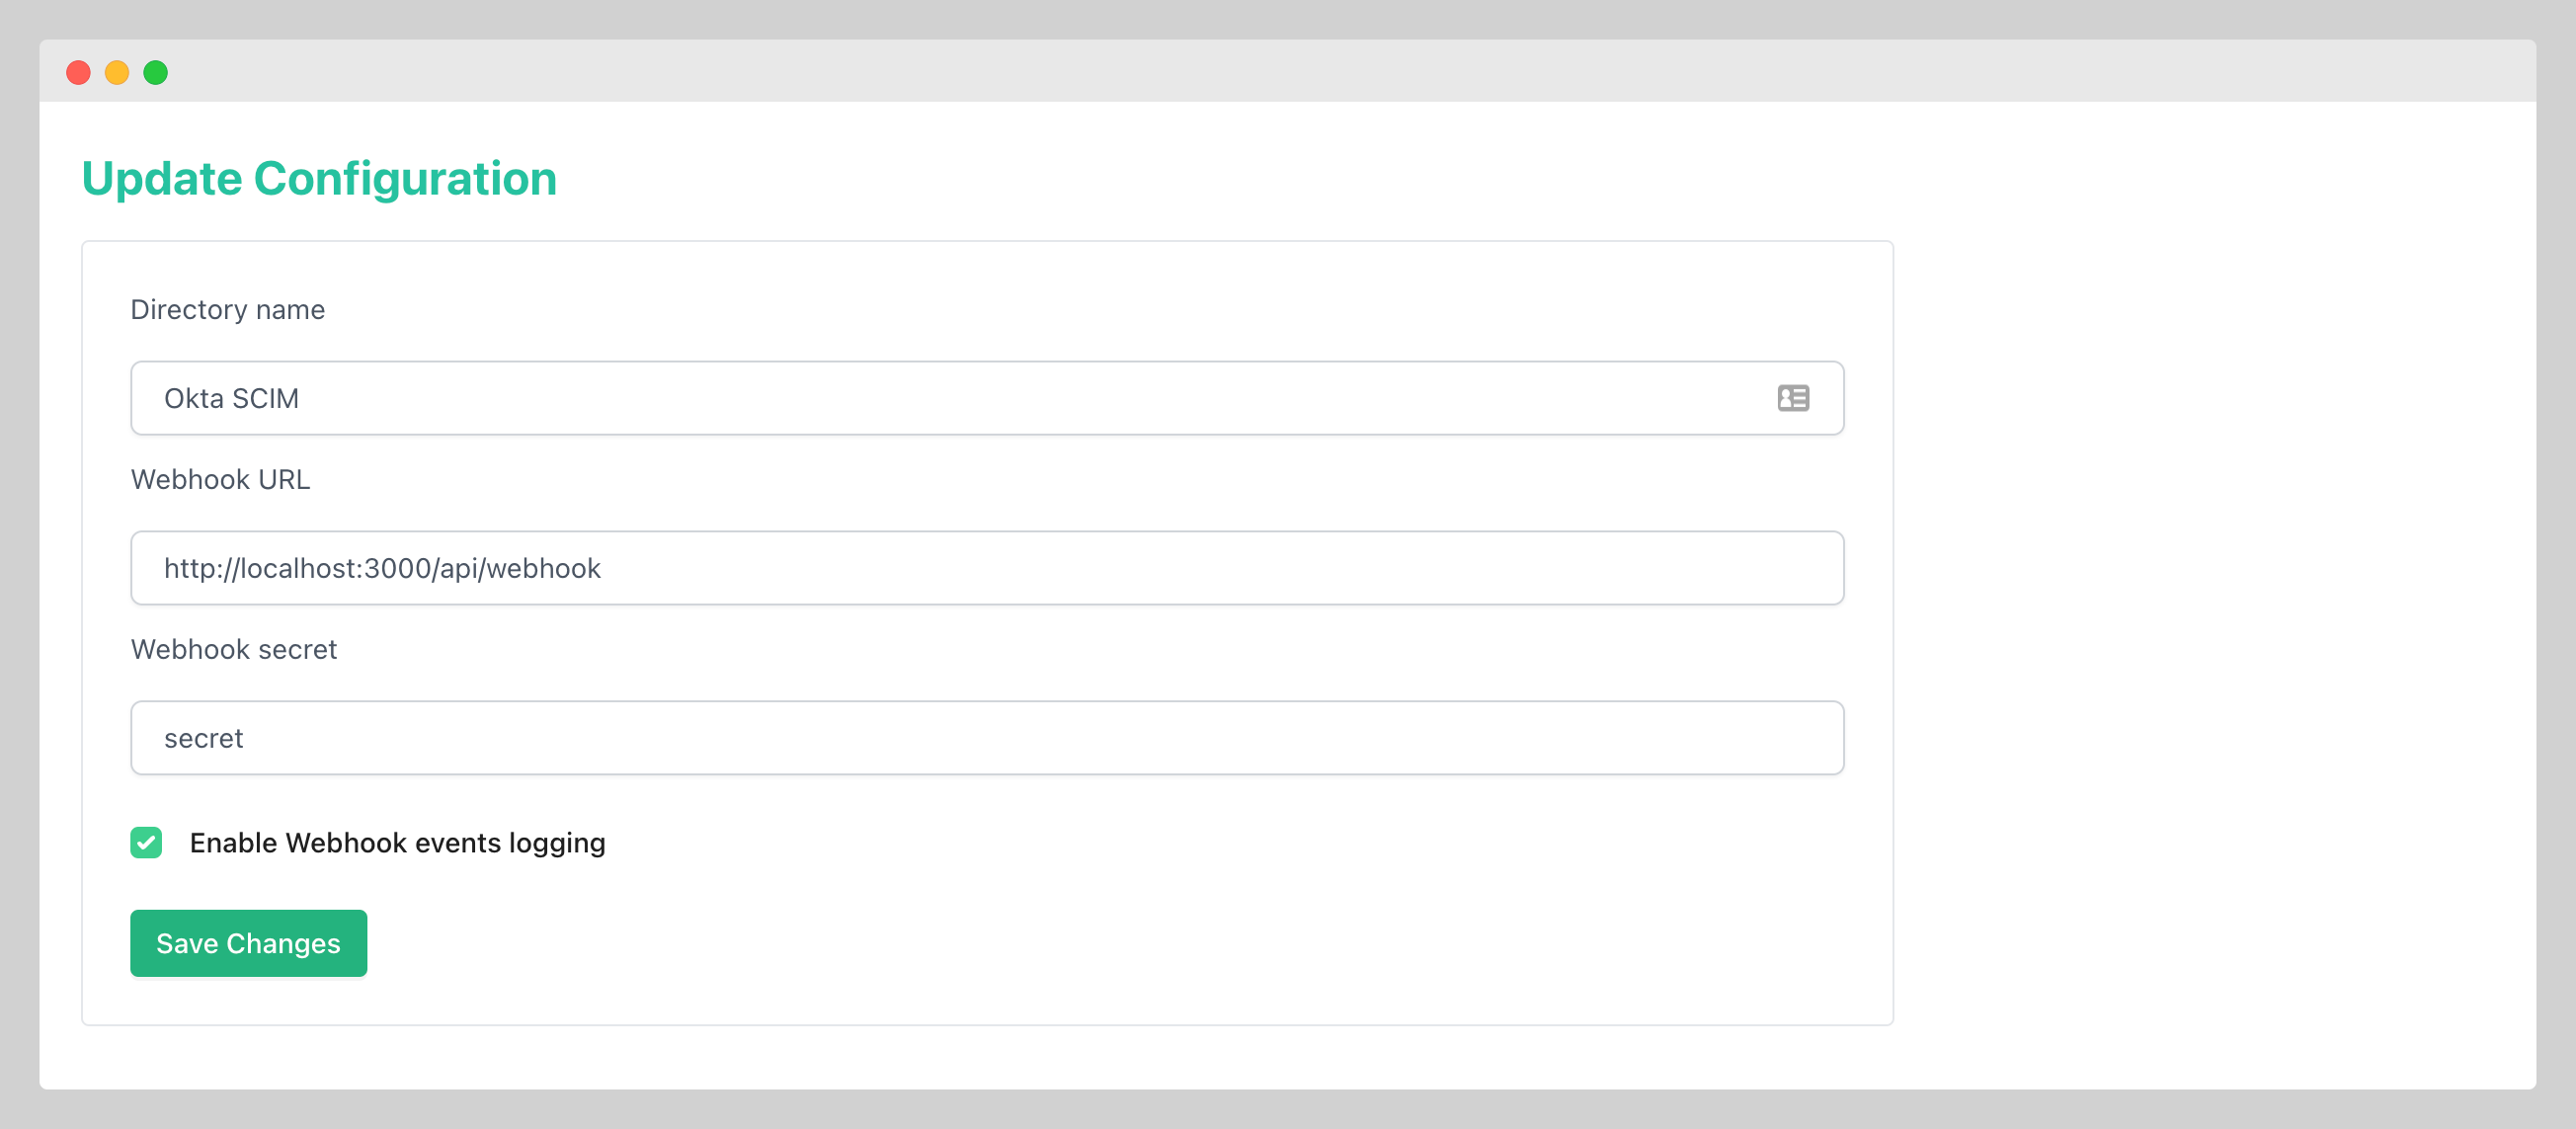 Update Configuration
Directory name
Okta SCIM
Webhook URL
http://localhost:3000/api/webhook
Webhook secret
secret
Enable Webhook events logging
Save Changes